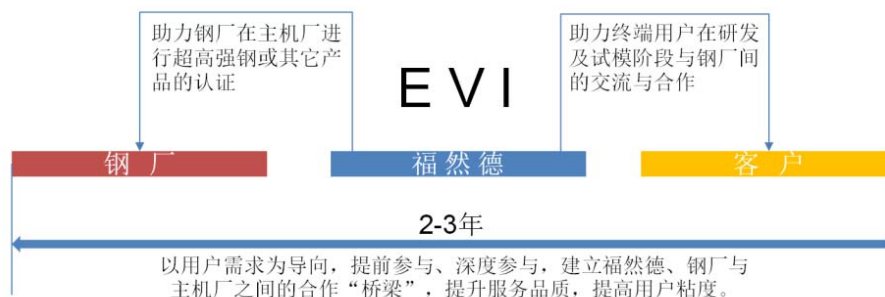 助力钢厂在主机厂进
行超高强钢或其它产
品的认证
EVI
助力终端用户在研发
及试模阶段与钢厂间
的交流与合作
钢 厂
福然德
客 户
2-3年
以用户需求为导向，提前参与、深度参与，建立福然德、钢厂与
主机厂之间的合作“桥梁”，提升服务品质，提高用户粘度。